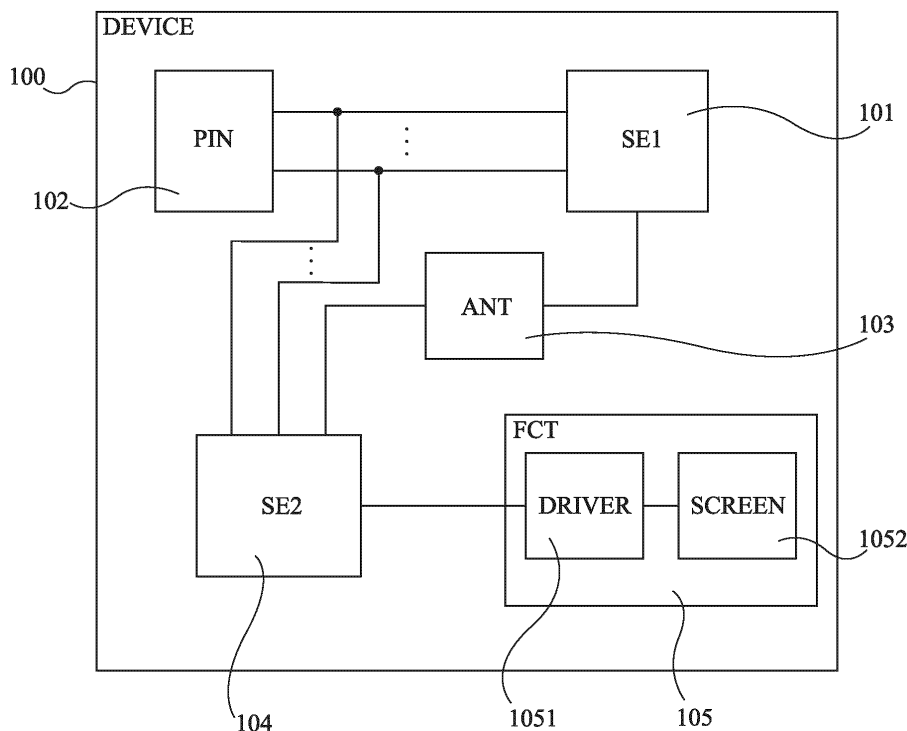 DEVICE
100
PIN
SE1
101
102
ANT
103
FCT
SE2
DRIVER
SCREEN
1052
104
1051
105